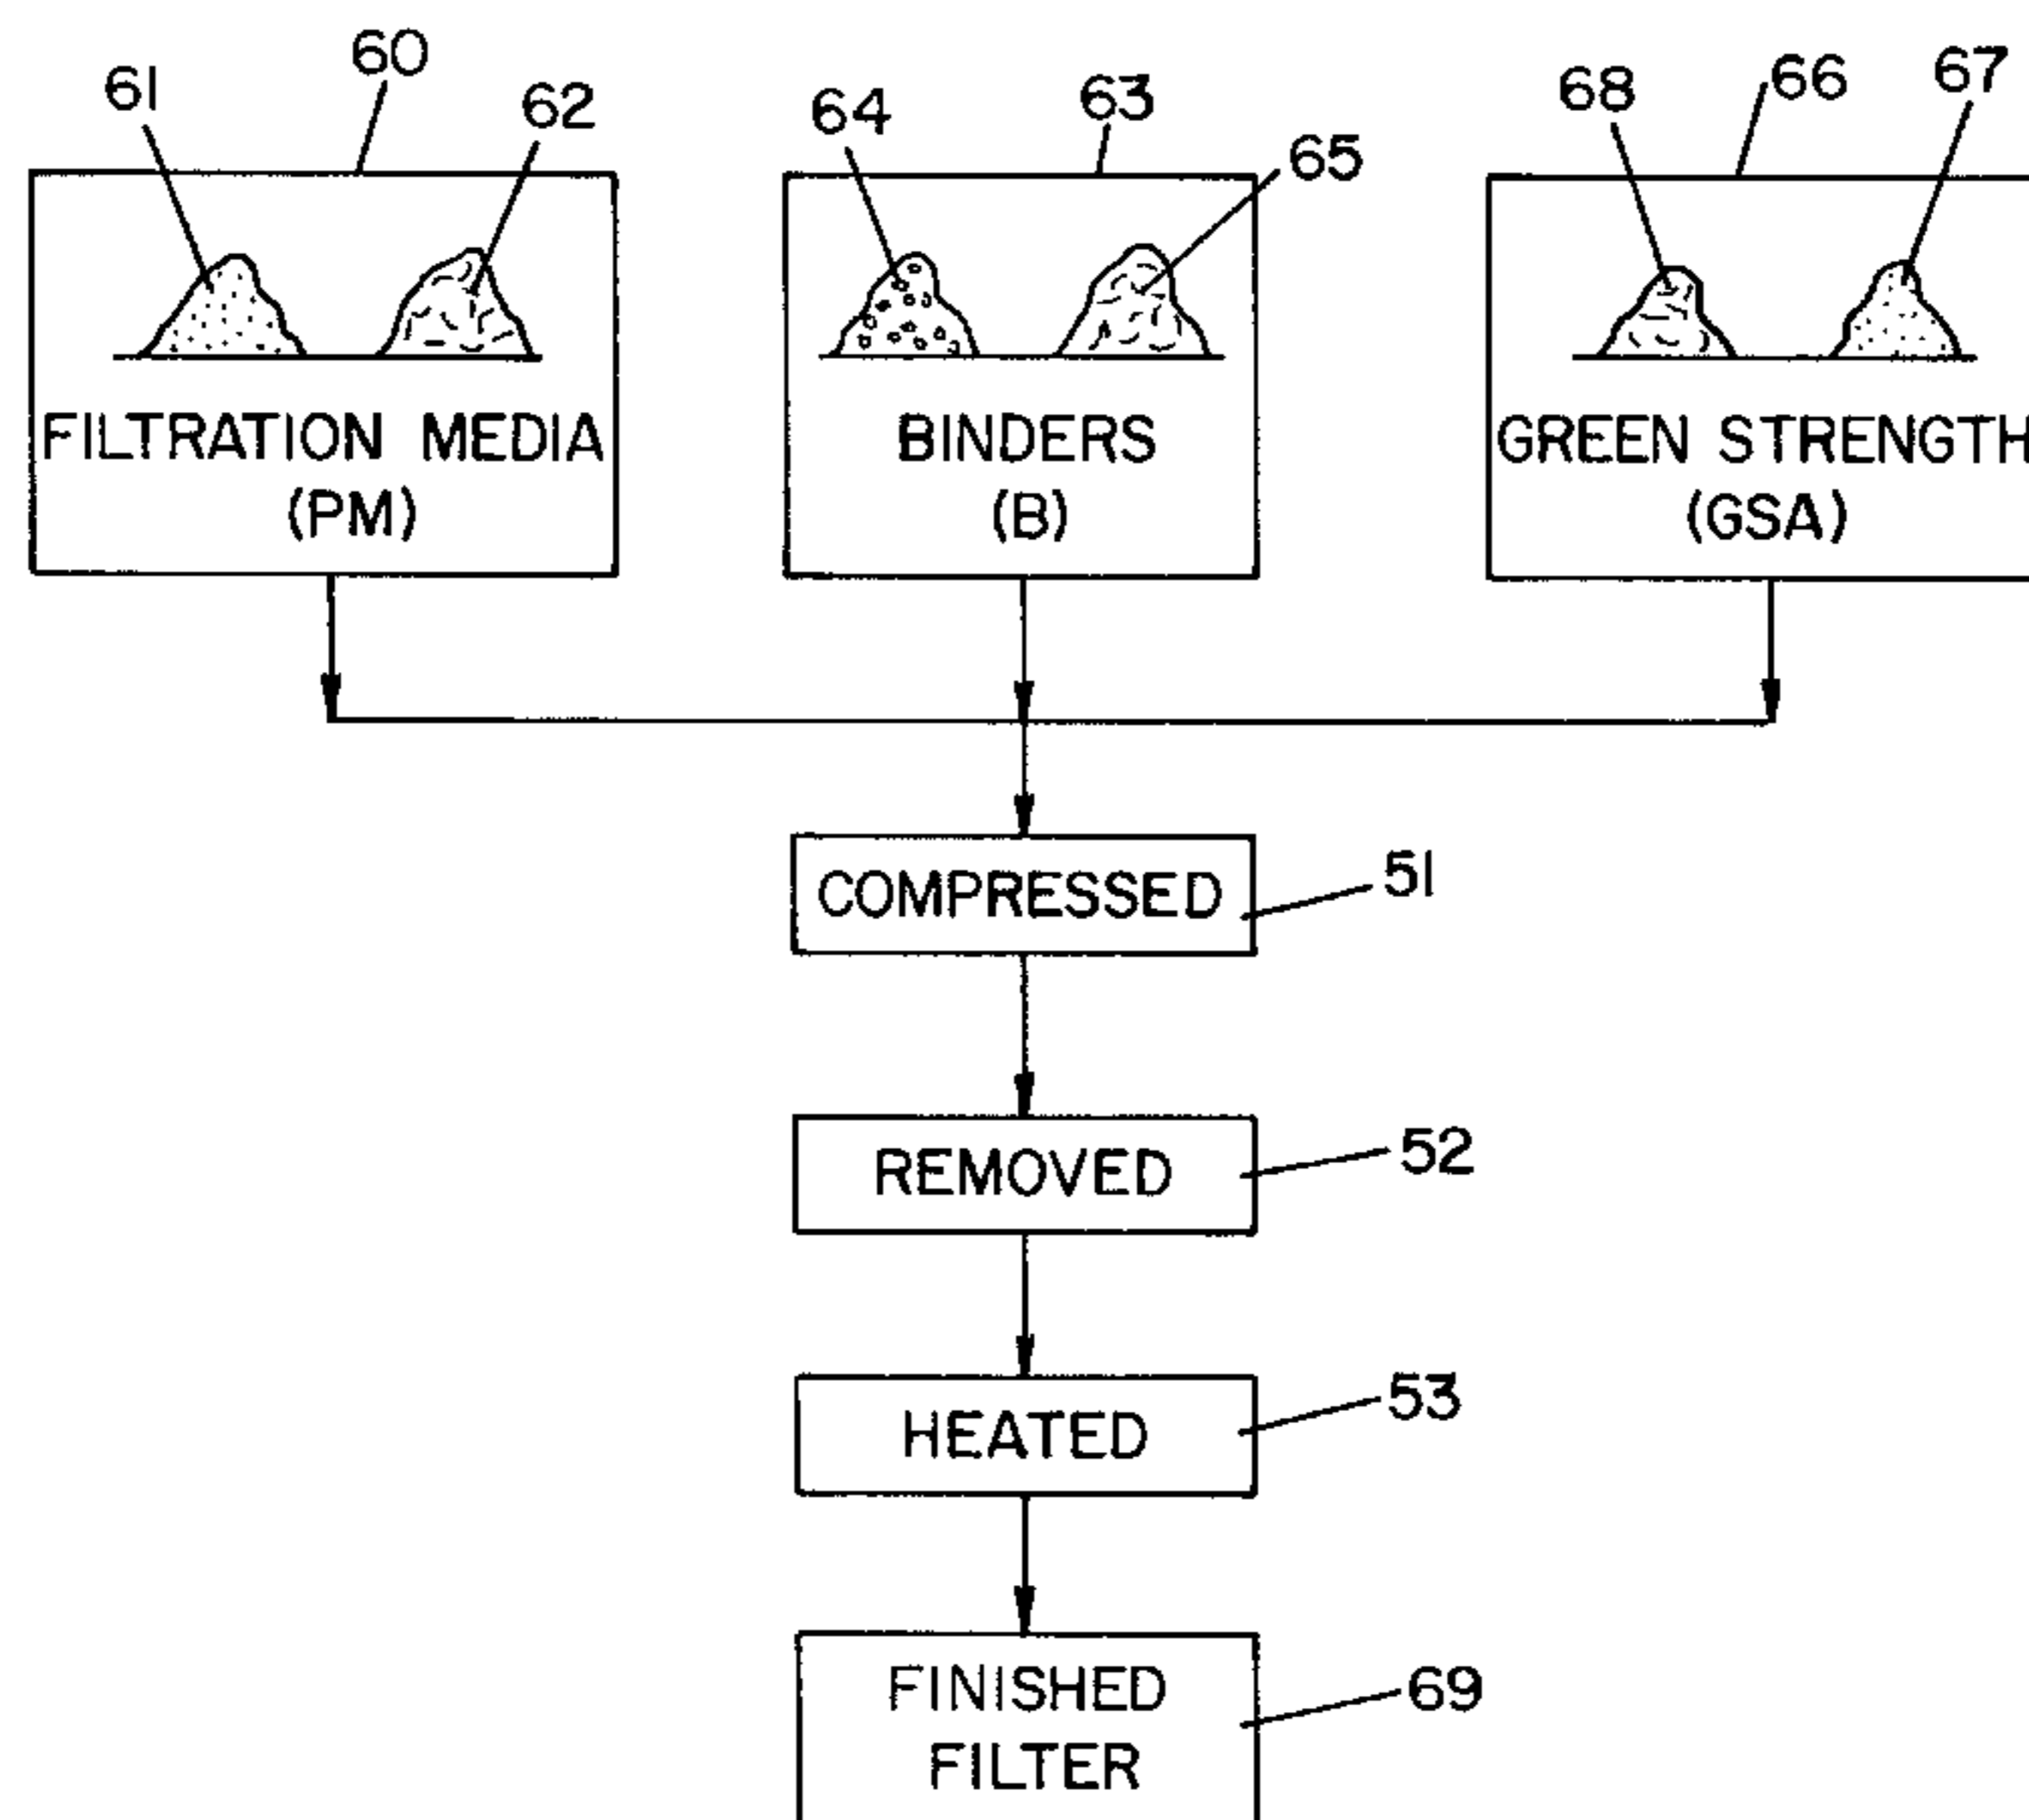 60
61
62
63
64
65
66
67
68
FILTRATION MEDIA
(PM)
BINDERS
(B)
GREEN STRENGTH
(GSA)
COMPRESSED
51
REMOVED
52
HEATED
53
FINISHED
FILTER
69